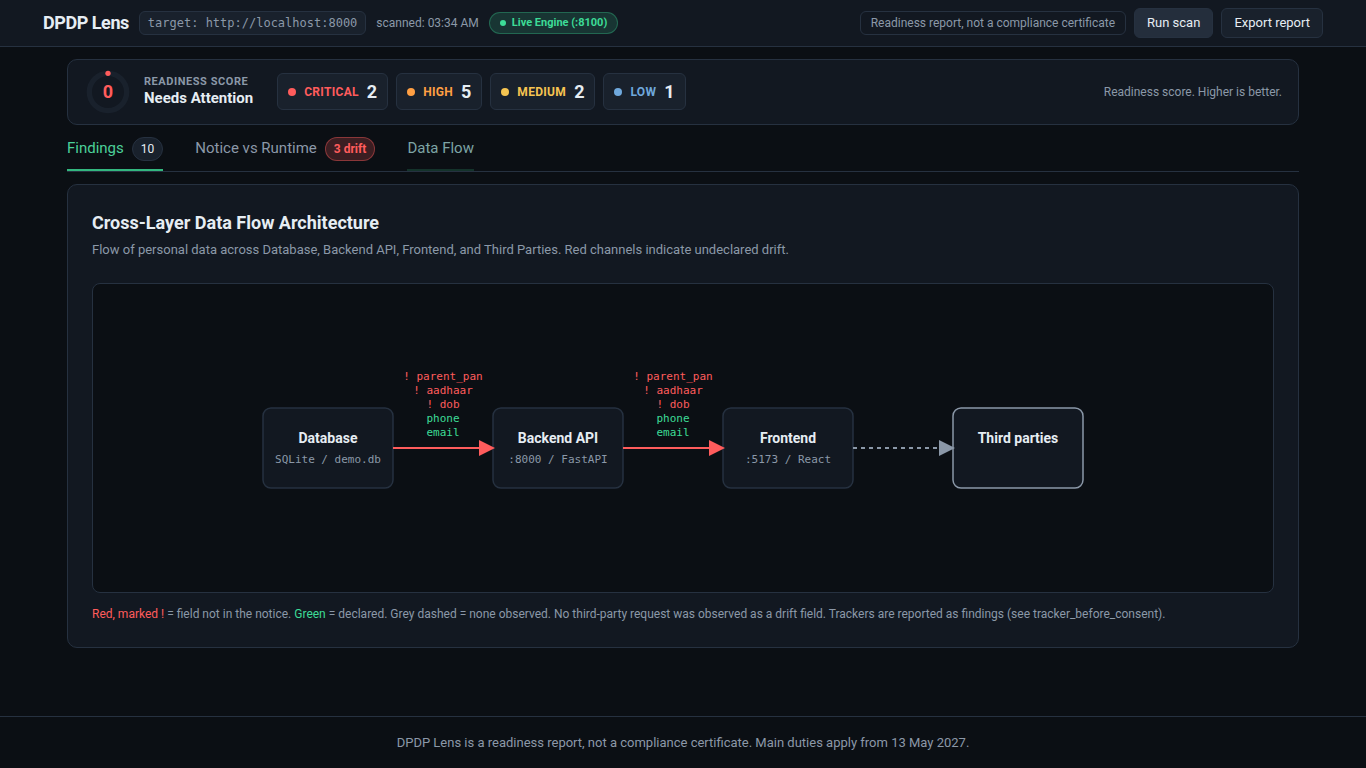 DPDP Lens
target: http://localhost:8000
scanned: 03:34 AM
Live Engine (:8100)
Readiness report, not a compliance certificate
Run scan
Export report
0
READINESS SCORE
Needs Attention
CRITICAL 2
HIGH 5
MEDIUM 2
LOW 1
Readiness score. Higher is better.
Findings 10
Notice vs Runtime 3 drift
Data Flow
Cross-Layer Data Flow Architecture
Flow of personal data across Database, Backend API, Frontend, and Third Parties. Red channels indicate undeclared drift.
! parent_pan
! aadhaar
! dob
phone
email
! parent_pan
! aadhaar
! dob
phone
email
Database
SQLite / demo.db
Backend API
:8000 / FastAPI
Frontend
:5173 / React
Third parties
Red, marked ! = field not in the notice. Green = declared. Grey dashed = none observed. No third-party request was observed as a drift field. Trackers are reported as findings (see tracker_before_consent).
DPDP Lens is a readiness report, not a compliance certificate. Main duties apply from 13 May 2027.